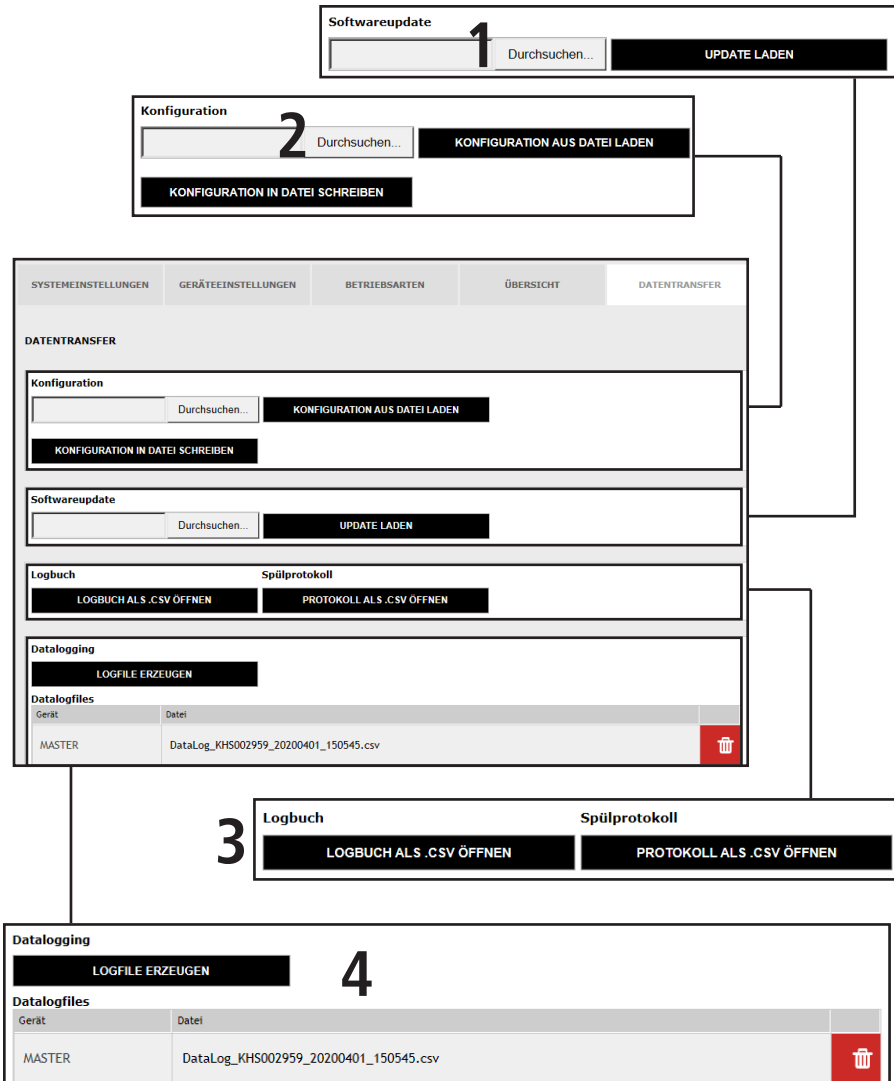 Softwareupdate
1
Durchsuchen... UPDATE LADEN
Konfiguration
2
Durchsuchen... KONFIGURATION AUS DATEI LADEN
KONFIGURATION IN DATEI SCHREIBEN
SYSTEMEINSTELLUNGEN GERÄTEEINSTELLUNGEN BETRIEBSARTEN ÜBERSICHT DATENTRANSFER
DATENTRANSFER
Konfiguration
Durchsuchen... KONFIGURATION AUS DATEI LADEN
KONFIGURATION IN DATEI SCHREIBEN
Softwareupdate
Durchsuchen... UPDATE LADEN
Logbuch Spülprotokoll
LOGBUCH ALS .CSV ÖFFNEN PROTOKOLL ALS .CSV ÖFFNEN
Datalogging
LOGFILE ERZEUGEN
Datalogfiles
Gerät Datei
MASTER DataLog_KHS002959_20200401_150545.csv
3
Logbuch Spülprotokoll
LOGBUCH ALS .CSV ÖFFNEN PROTOKOLL ALS .CSV ÖFFNEN
Datalogging
4
LOGFILE ERZEUGEN
Datalogfiles
Gerät Datei
MASTER DataLog_KHS002959_20200401_150545.csv